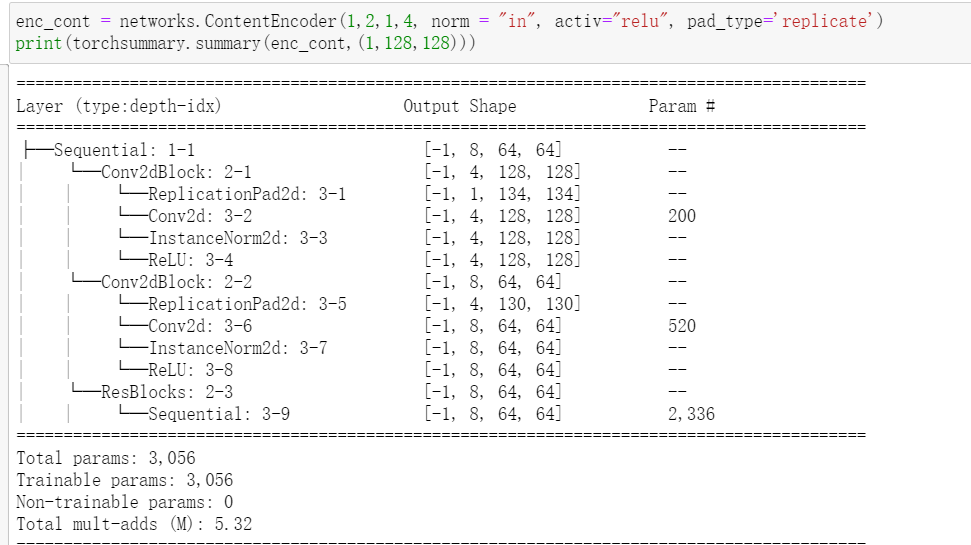 enc_cont = networks.ContentEncoder(1,2,1,4, norm = "in", activ="relu", pad_type='replicate')
print(torchsummary.summary(enc_cont,(1,128,128)))
==========================================================================================
Layer (type:depth-idx)                   Output Shape              Param #
==========================================================================================
├─Sequential: 1-1                        [-1, 8, 64, 64]           --
|    └─Conv2dBlock: 2-1                  [-1, 4, 128, 128]         --
|    |    └─ReplicationPad2d: 3-1        [-1, 1, 134, 134]         --
|    |    └─Conv2d: 3-2                  [-1, 4, 128, 128]         200
|    |    └─InstanceNorm2d: 3-3          [-1, 4, 128, 128]         --
|    |    └─ReLU: 3-4                    [-1, 4, 128, 128]         --
|    └─Conv2dBlock: 2-2                  [-1, 8, 64, 64]           --
|    |    └─ReplicationPad2d: 3-5        [-1, 4, 130, 130]         --
|    |    └─Conv2d: 3-6                  [-1, 8, 64, 64]           520
|    |    └─InstanceNorm2d: 3-7          [-1, 8, 64, 64]           --
|    |    └─ReLU: 3-8                    [-1, 8, 64, 64]           --
|    └─ResBlocks: 2-3                    [-1, 8, 64, 64]           --
|    |    └─Sequential: 3-9              [-1, 8, 64, 64]           2,336
==========================================================================================
Total params: 3,056
Trainable params: 3,056
Non-trainable params: 0
Total mult-adds (M): 5.32
==========================================================================================